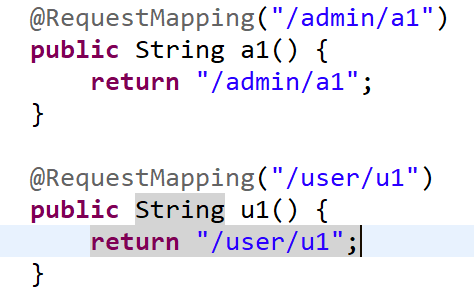 @RequestMapping("/admin/a1")
public String a1() {
    return "/admin/a1";
}

@RequestMapping("/user/u1")
public String u1() {
    return "/user/u1";
}